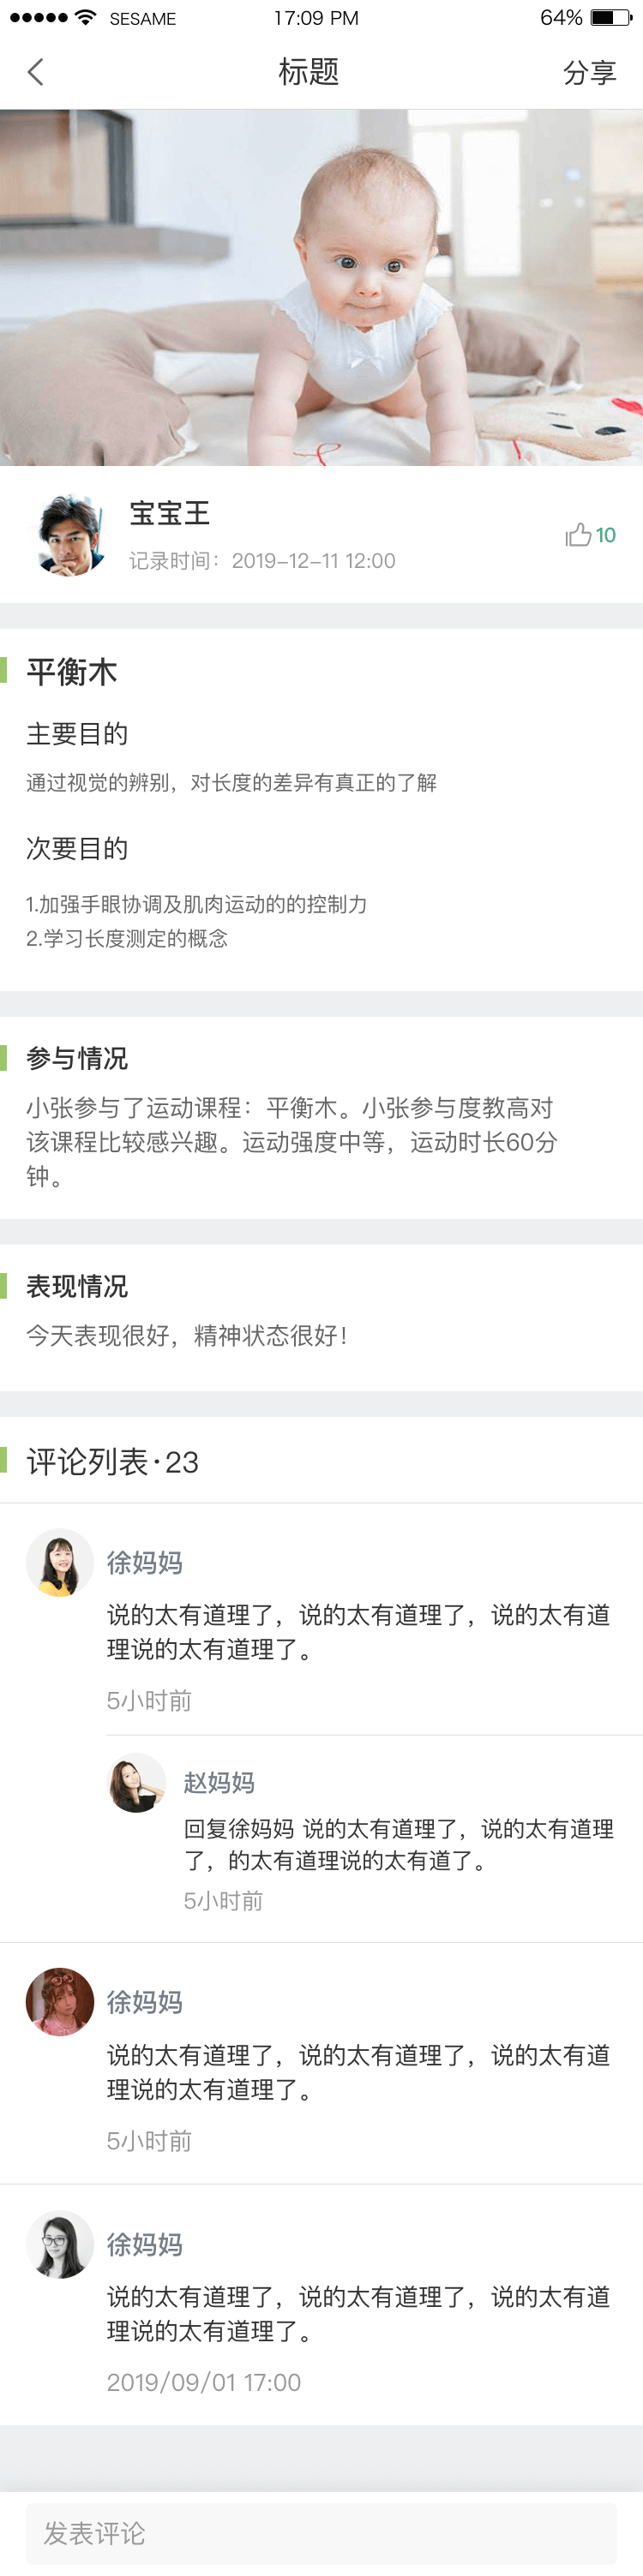 SESAME 17:09 PM 64%
标题 分享
宝宝王
记录时间：2019-12-11 12:00
10
平衡木
主要目的
通过视觉的辨别，对长度的差异有真正的了解
次要目的
1.加强手眼协调及肌肉运动的的控制力
2.学习长度测定的概念
参与情况
小张参与了运动课程：平衡木。小张参与度教高对
该课程比较感兴趣。运动强度中等，运动时长60分
钟。
表现情况
今天表现很好，精神状态很好！
评论列表·23
徐妈妈
说的太有道理了，说的太有道理了，说的太有道
理说的太有道理了。
5小时前
赵妈妈
回复徐妈妈 说的太有道理了，说的太有道理
了，的太有道理说的太有道了。
5小时前
徐妈妈
说的太有道理了，说的太有道理了，说的太有道
理说的太有道理了。
5小时前
徐妈妈
说的太有道理了，说的太有道理了，说的太有道
理说的太有道理了。
2019/09/01 17:00
发表评论